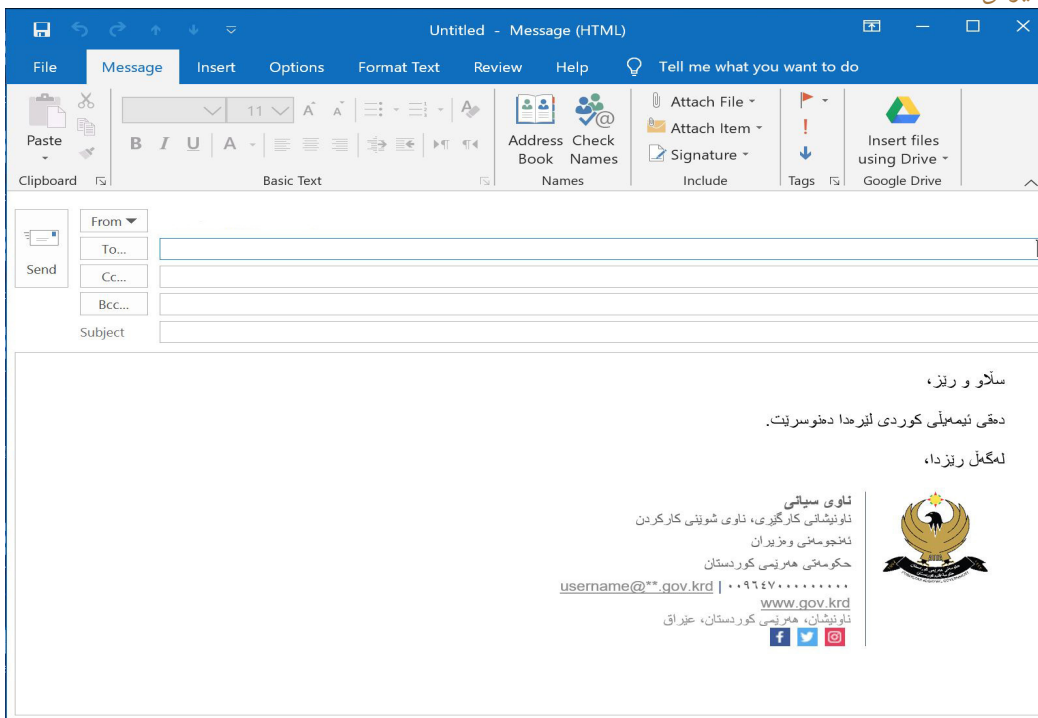 Untitled - Message (HTML)
File Message Insert Options Format Text Review Help Tell me what you want to do
Paste
Clipboard
11
B I U A
Basic Text
Address Book
Check Names
Names
Attach File
Attach Item
Signature
Include
Tags
Insert files using Drive
Google Drive
Send
From
To...
Cc...
Bcc...
Subject
سڵاو و ڕێز،
دەقی ئیمەیڵی کوردی لێرەدا دەنوسرێت.
لەگەڵ ڕێزدا،
ناوی سیانی
ناونیشانی کارگێڕی، ناوی شوێنی کارکردن
ئەنجومەنی وەزیران
حکومەتی هەرێمی کوردستان
username@**.gov.krd | ٠٠٩٦٤٧٠٠٠٠٠٠٠٠٠
www.gov.krd
ناونیشان، هەرێمی کوردستان، عێراق